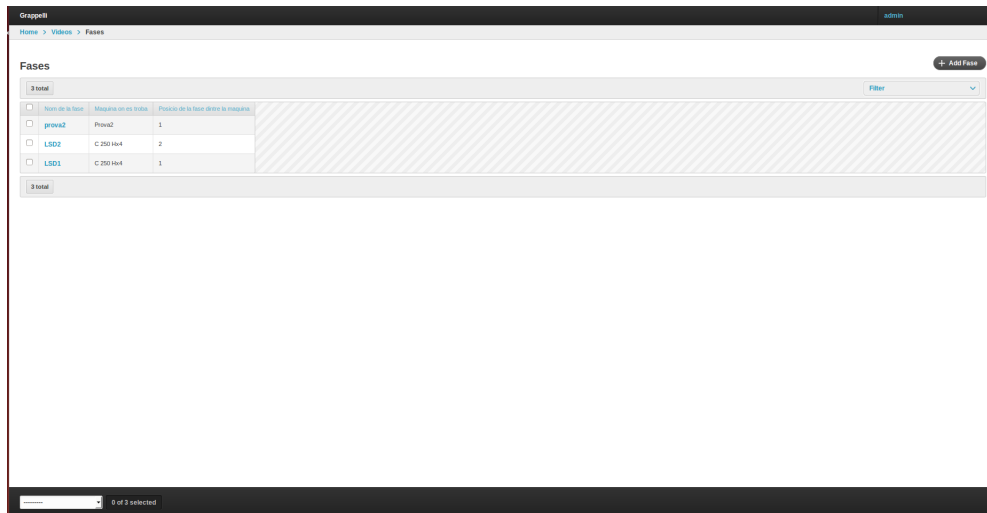 Grappelli admin
Home > Videos > Fases
Fases
+ Add Fase
3 total Filter
Nom de la fase Maquina on es troba Posicio de la fase dintre la maquina
prova2 Prova2 1
LSD2 C 250 Hx4 2
LSD1 C 250 Hx4 1
3 total
--------- 0 of 3 selected